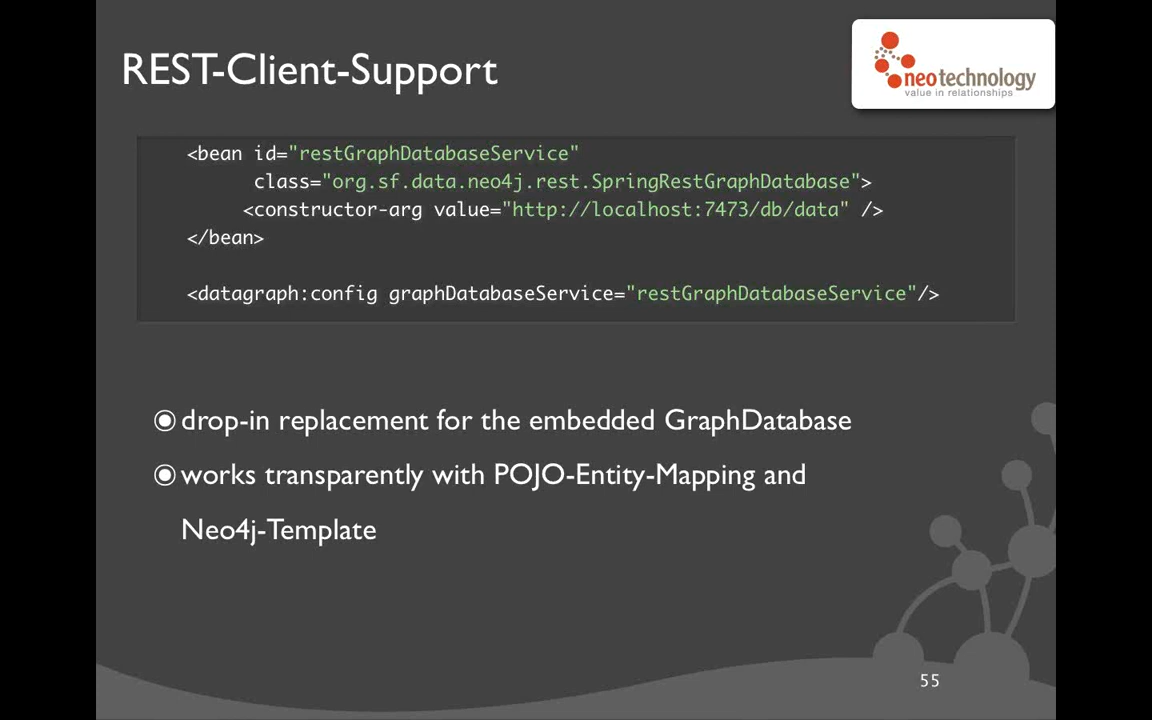 REST-Client-Support
neotechnology
value in relationships
<bean id="restGraphDatabaseService"
class="org.sf.data.neo4j.rest.SpringRestGraphDatabase">
<constructor-arg value="http://localhost:7473/db/data" />
</bean>
<datagraph:config graphDatabaseService="restGraphDatabaseService"/>
drop-in replacement for the embedded GraphDatabase
works transparently with POJO-Entity-Mapping and
Neo4j-Template
55